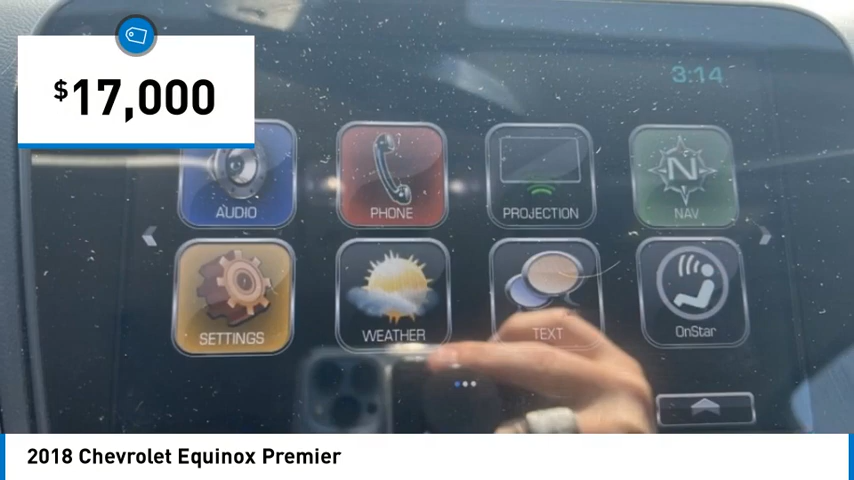 $17,000
3:14
AUDIO
PHONE
PROJECTION
NAV
SETTINGS
WEATHER
TEXT
OnStar
2018 Chevrolet Equinox Premier